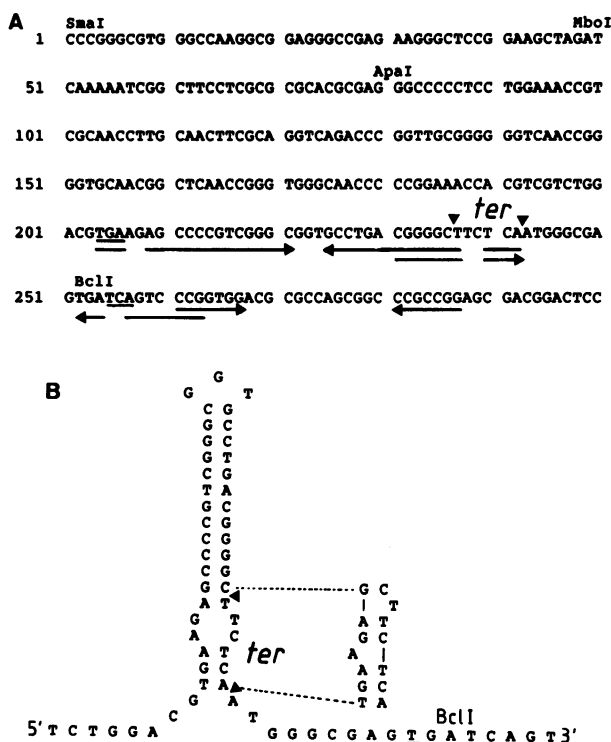 A
SmaI MboI
1 CCCGGGCGTG GGCCAAGGCG GAGGGCCGAG AAGGGCTCCG GAAGCTAGAT
ApaI
51 CAAAAATCGG CTTCCTCGCG CGCACGCGAG GGCCCCCTCC TGGAAACCGT
101 CGCAACCTTG CAACTTCGCA GGTCAGACCC GGTTGCGGGG GGTCAACCGG
151 GGTGCAACGG CTCAACCGGG TGGGCAACCC CCGGAAACCA CGTCGTCTGG
ter
201 ACGTGAAGAG CCCCGTCGGG CGGTGCCTGA CGGGGCTTCT CAATGGGCGA
BclI
251 GTGATCAGTC CCGGTGGACG CGCCAGCGGC CCGCCGGAGC GACGGACTCC
B
G
G T
C G
G C
G C
G T
C G
T A
G C
C G
C G
C G
C G
G C G C
A T T
G T A T
A C G C
A T ter A T
G C G C
T A T A
G A
C T BclI
5' T C T G G A G G G C G A G T G A T C A G T 3'